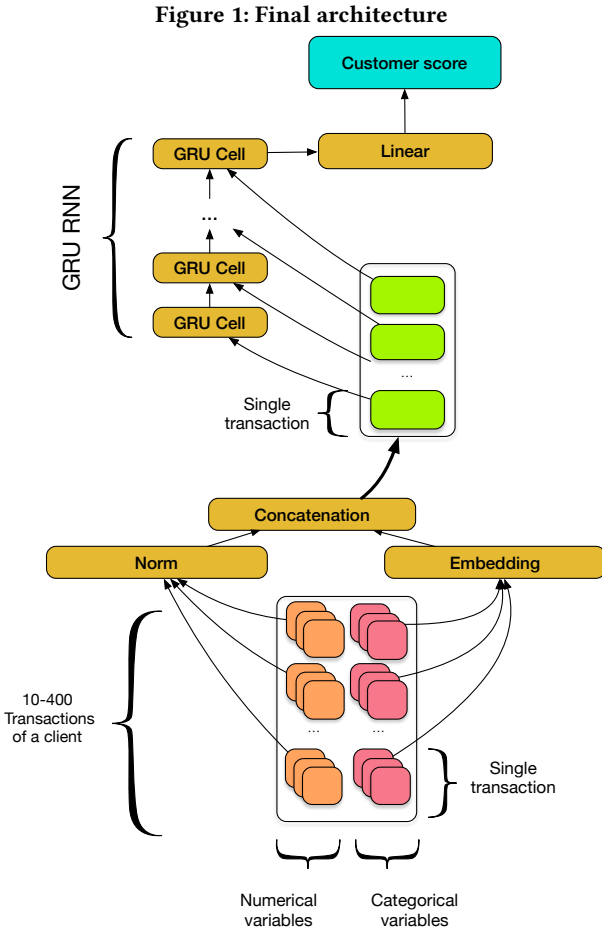 Figure 1: Final architecture
Customer score
GRU Cell
Linear
GRU RNN
...
GRU Cell
GRU Cell
...
Single
transaction
Concatenation
Norm
Embedding
10-400
Transactions
of a client
...
...
Single
transaction
Numerical
variables
Categorical
variables